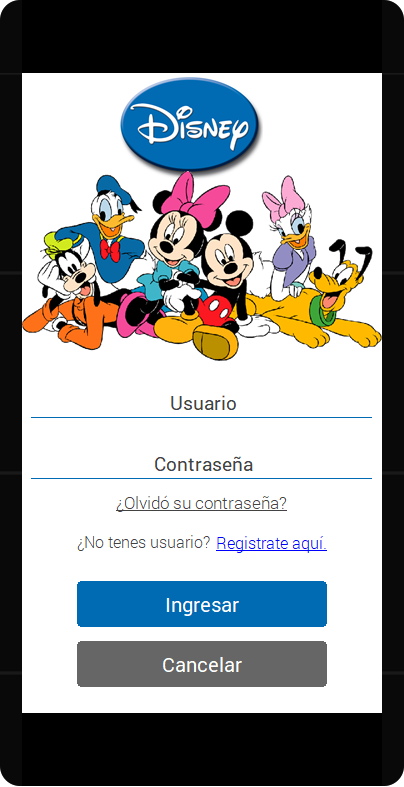 Disney
Usuario
Contraseña
¿Olvidó su contraseña?
¿No tenes usuario? Registrate aquí.
Ingresar
Cancelar